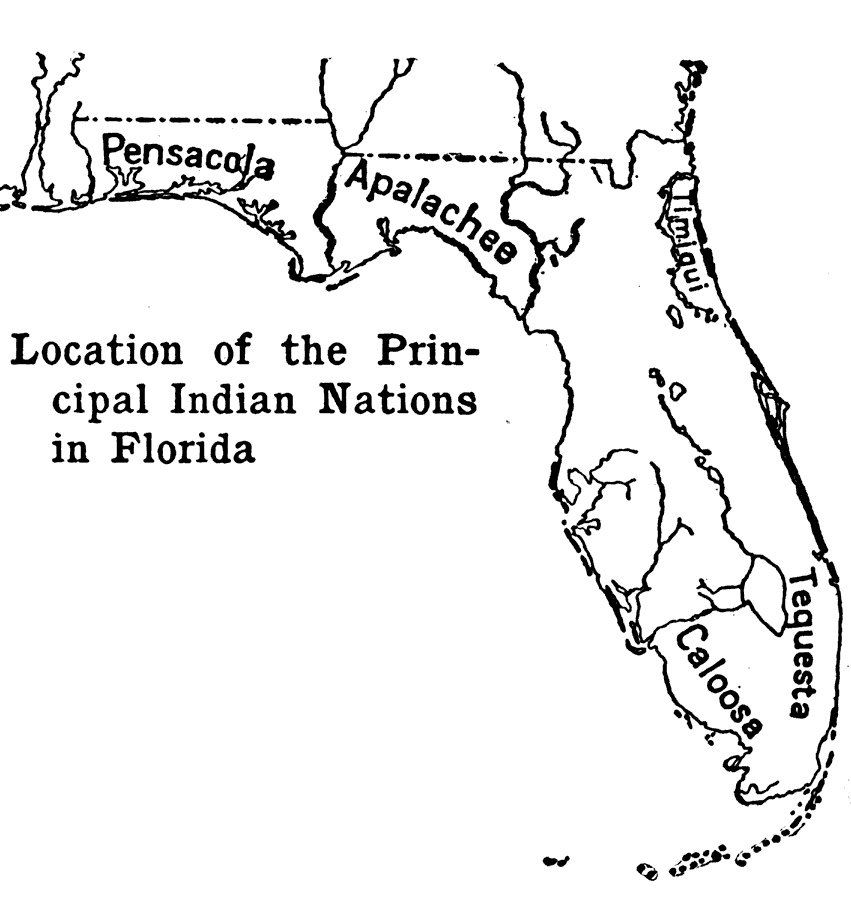 Pensacola
Apalachee
Timiqui
Location of the Prin-
cipal Indian Nations
in Florida
Tequesta
Caloosa